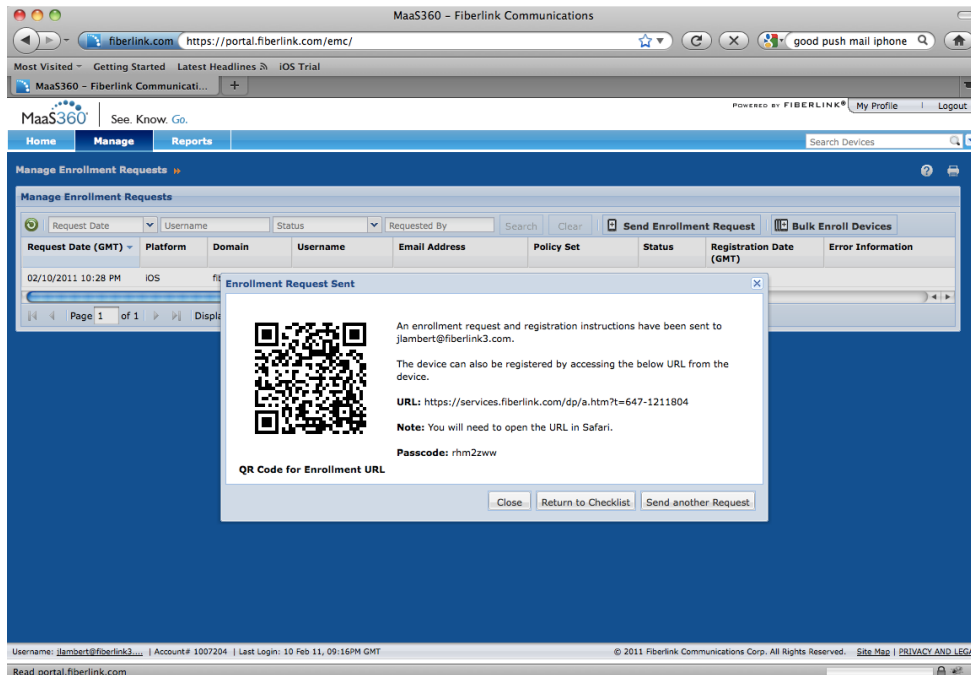 MaaS360 – Fiberlink Communications
fiberlink.com https://portal.fiberlink.com/emc/ good push mail iphone
Most Visited Getting Started Latest Headlines iOS Trial
MaaS360 – Fiberlink Communicati... +
POWERED BY FIBERLINK® My Profile | Logout
MaaS360 See. Know. Go.
Home Manage Reports Search Devices
Manage Enrollment Requests
Manage Enrollment Requests
Request Date Username Status Requested By Search Clear Send Enrollment Request Bulk Enroll Devices
Request Date (GMT) Platform Domain Username Email Address Policy Set Status Registration Date (GMT) Error Information
02/10/2011 10:28 PM iOS
Page 1 of 1
Enrollment Request Sent
An enrollment request and registration instructions have been sent to
jlambert@fiberlink3.com.
The device can also be registered by accessing the below URL from the
device.
URL: https://services.fiberlink.com/dp/a.htm?t=647-1211804
Note: You will need to open the URL in Safari.
Passcode: rhm2zww
QR Code for Enrollment URL
Close Return to Checklist Send another Request
Username: jlambert@fiberlink3.... | Account# 1007204 | Last Login: 10 Feb 11, 09:16PM GMT © 2011 Fiberlink Communications Corp. All Rights Reserved. Site Map | PRIVACY AND LEGA
Read portal.fiberlink.com